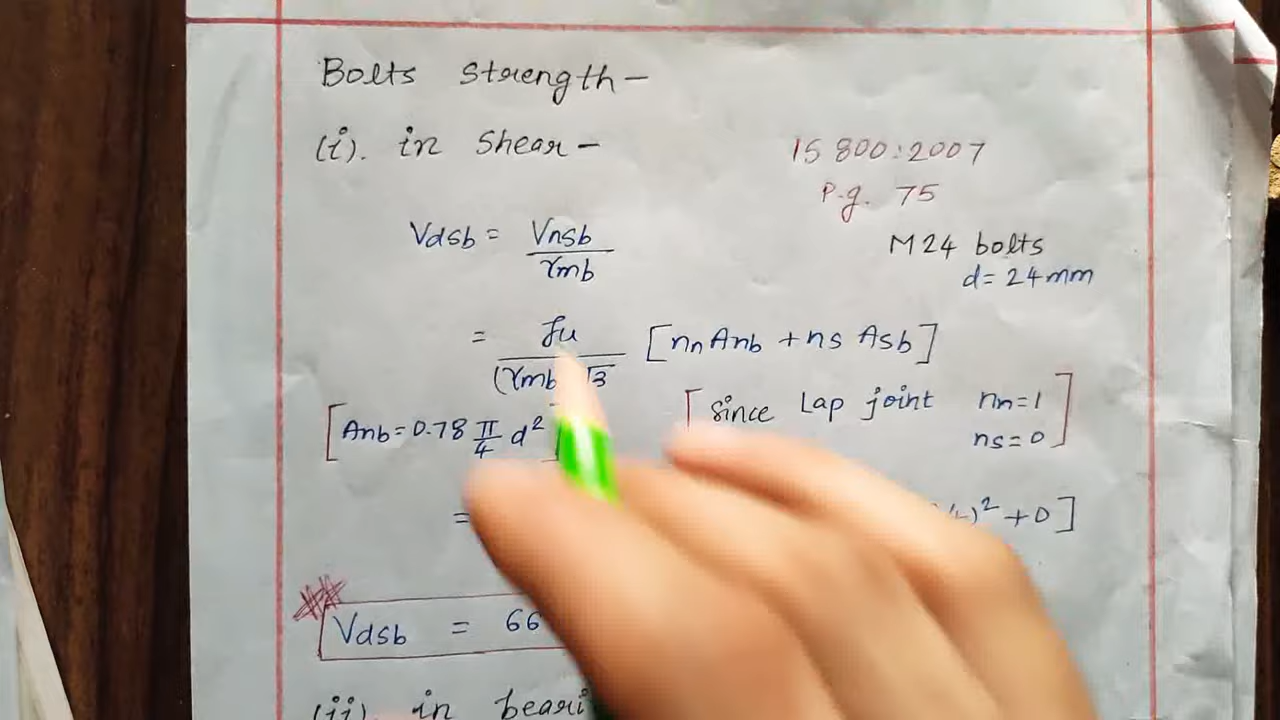 Bolts Strength-
(i). in Shear-
IS 800:2007
P.g. 75
Vdsb = Vnsb / γmb
M24 bolts
d= 24mm
= fu / (γmb √3 [nn Anb + ns Asb]
[Anb = 0.78 π/4 d²
[since Lap joint nn=1
ns=0]
=
)² + 0]
Vdsb = 66
(ii) in beari